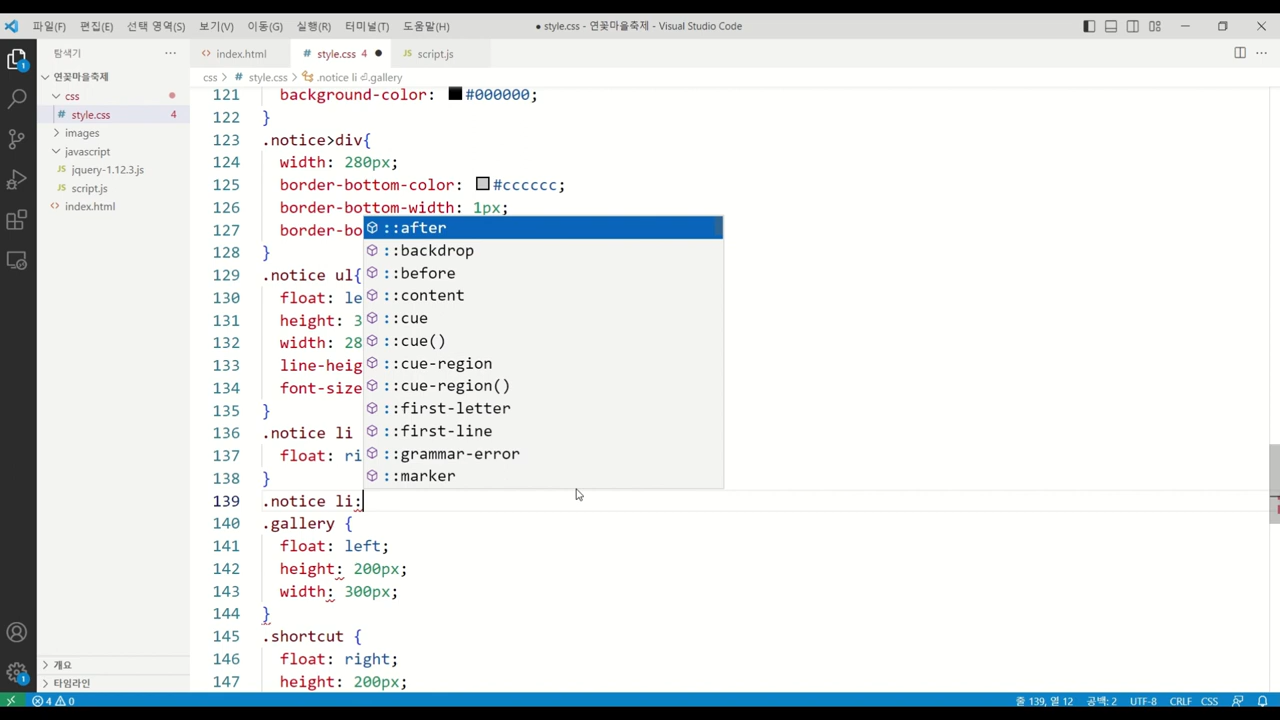 파일(F) 편집(E) 선택 영역(S) 보기(V) 이동(G) 실행(R) 터미널(T) 도움말(H) ● style.css - 연꽃마을축제 - Visual Studio Code
탐색기 ···
index.html # style.css 4 ● JS script.js
css > # style.css > .notice li ⏎.gallery
연꽃마을축제
css
# style.css 4
images
javascript
JS jquery-1.12.3.js
JS script.js
index.html
개요
타임라인
121 background-color: #000000;
122 }
123 .notice>div{
124 width: 280px;
125 border-bottom-color: #cccccc;
126 border-bottom-width: 1px;
127 border-bo
128 }
129 .notice ul{
130 float: le
131 height: 3
132 width: 28
133 line-heig
134 font-size
135 }
136 .notice li
137 float: ri
138 }
139 .notice li:
140 .gallery {
141 float: left;
142 height: 200px;
143 width: 300px;
144 }
145 .shortcut {
146 float: right;
147 height: 200px;
::after
::backdrop
::before
::content
::cue
::cue()
::cue-region
::cue-region()
::first-letter
::first-line
::grammar-error
::marker
4 0 줄 139, 열 12 공백: 2 UTF-8 CRLF CSS